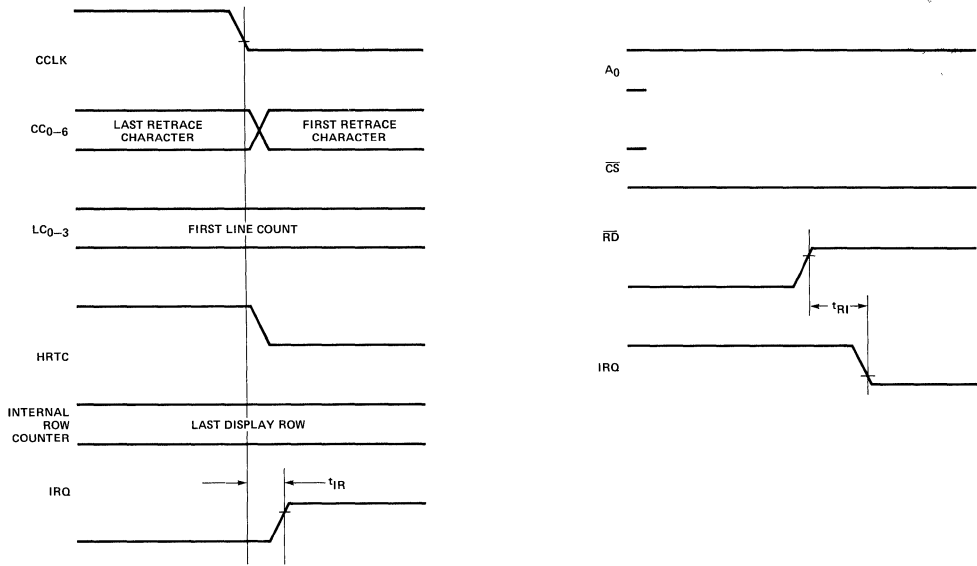 CCLK
CC0–6
LAST RETRACE
CHARACTER
FIRST RETRACE
CHARACTER
LC0–3
FIRST LINE COUNT
HRTC
INTERNAL
ROW
COUNTER
LAST DISPLAY ROW
IRQ
tIR
A0
CS
RD
tRI
IRQ